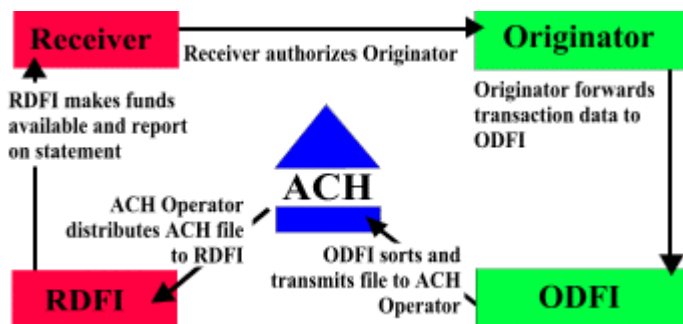 Receiver
Receiver authorizes Originator
Originator
Originator forwards
transaction data to
ODFI
RDFI makes funds
available and report
on statement
ACH
ACH Operator
distributes ACH file
to RDFI
ODFI sorts and
transmits file to ACH
Operator
RDFI
ODFI